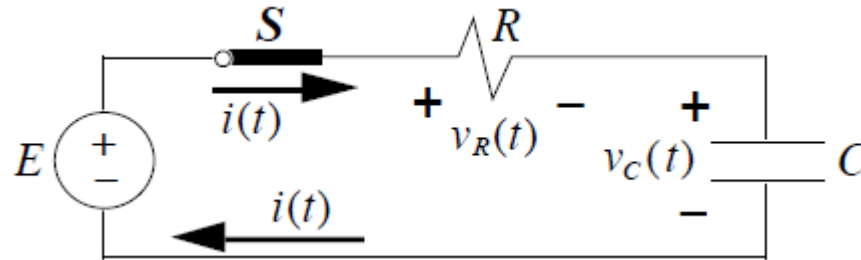 S
R
+
−
+
i(t)
v_R(t)
v_C(t)
C
E
+
−
i(t)
−